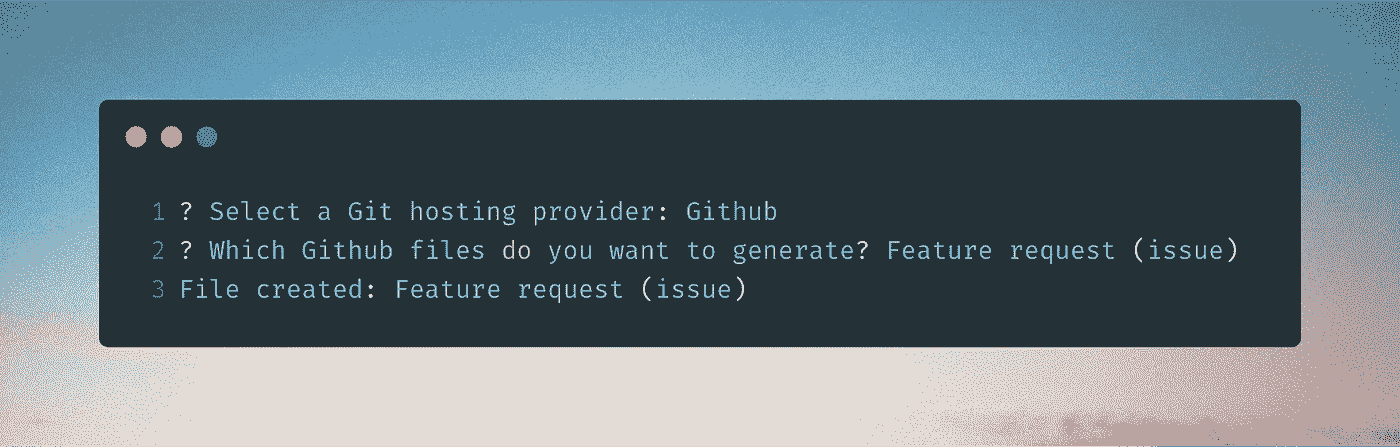 1 ? Select a Git hosting provider: Github
2 ? Which Github files do you want to generate? Feature request (issue)
3 File created: Feature request (issue)